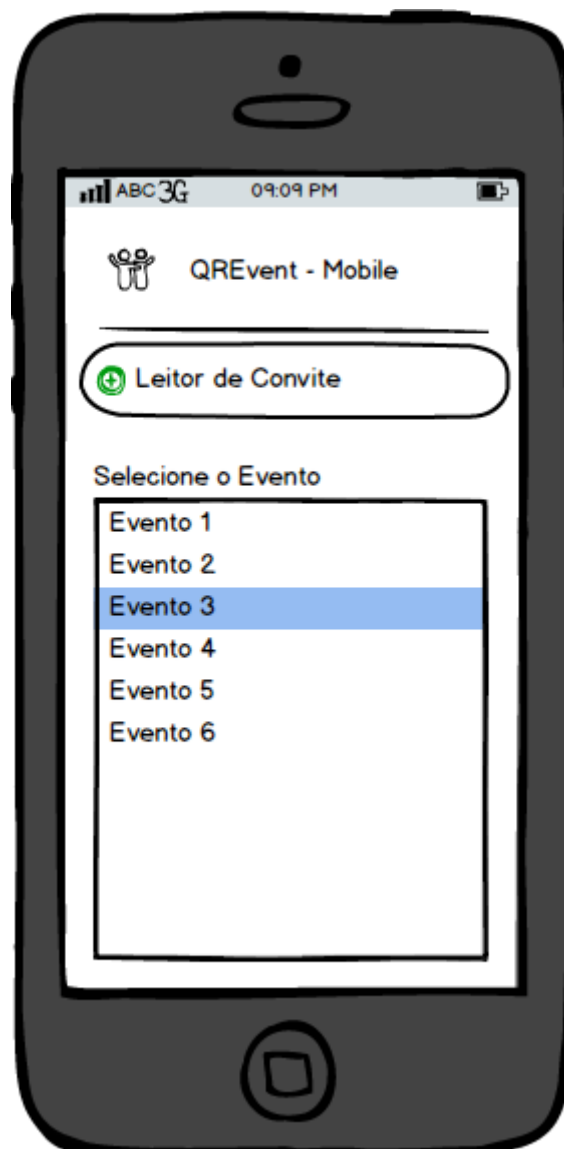 ABC 3G 09:09 PM
QREvent - Mobile
Leitor de Convite
Selecione o Evento
Evento 1
Evento 2
Evento 3
Evento 4
Evento 5
Evento 6